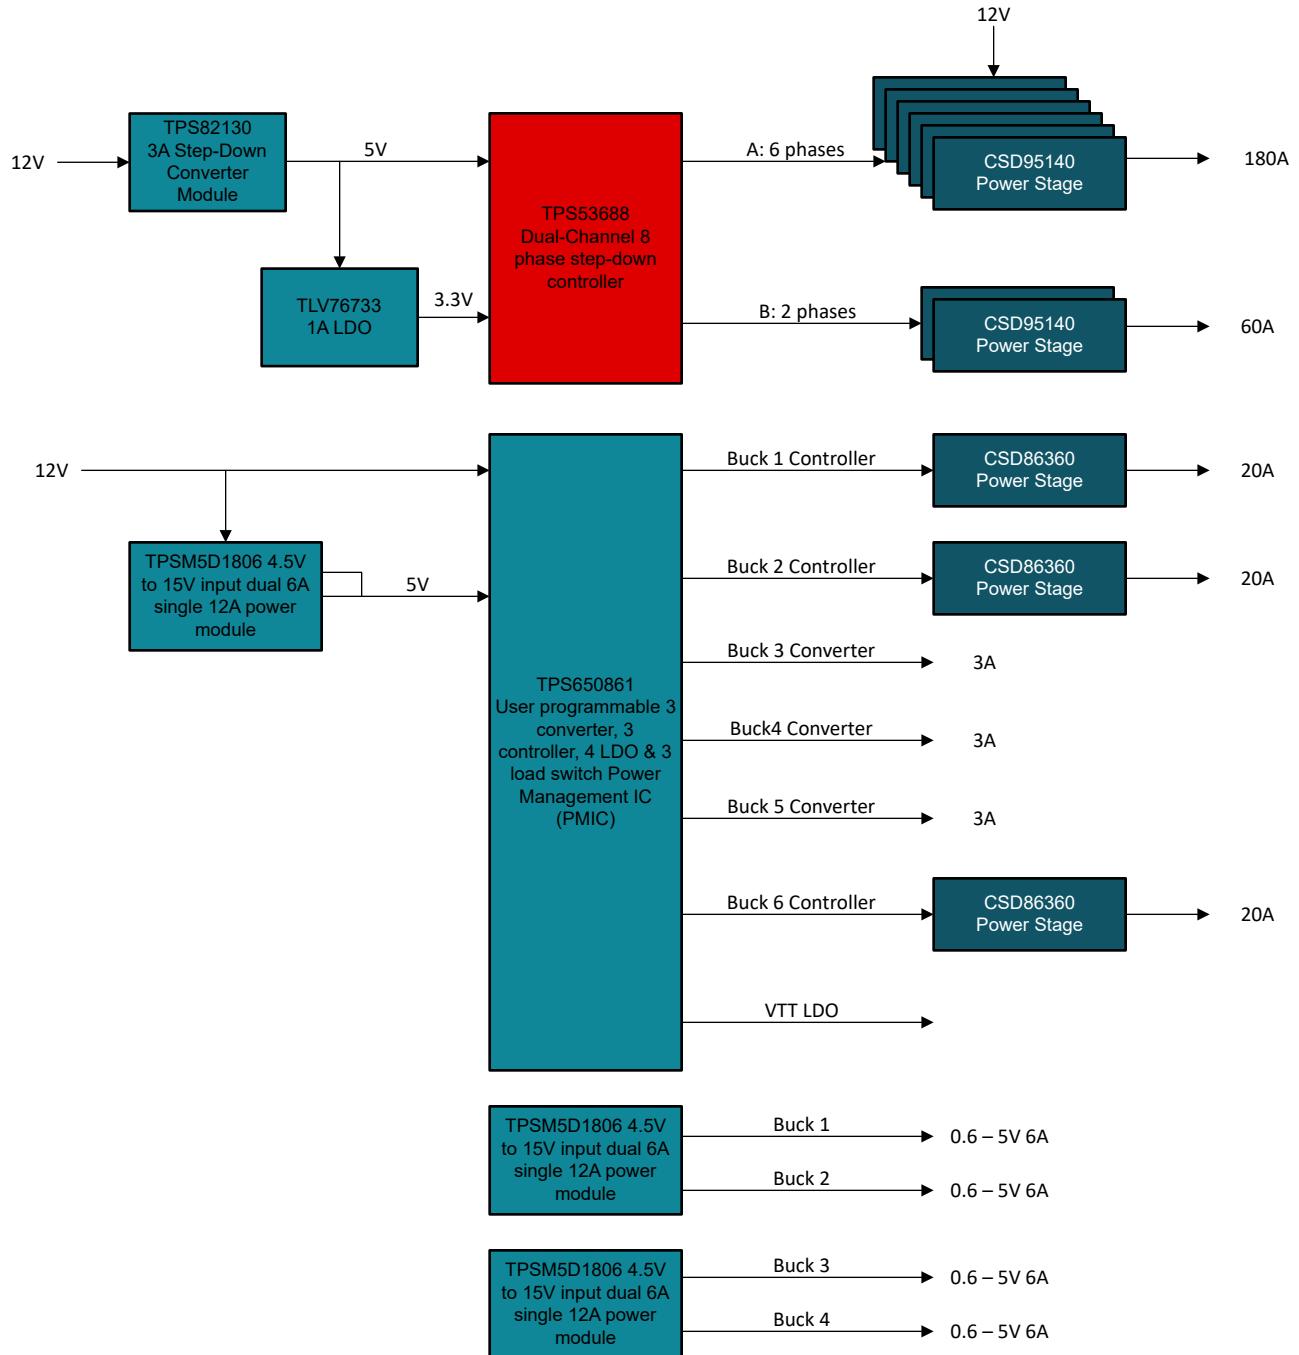 12V
TPS82130
3A Step-Down
Converter
Module
12V
5V
TLV76733
1A LDO
3.3V
TPS53688
Dual-Channel 8
phase step-down
controller
A: 6 phases
CSD95140
Power Stage
180A
B: 2 phases
CSD95140
Power Stage
60A
12V
TPSM5D1806 4.5V
to 15V input dual 6A
single 12A power
module
5V
TPS650861
User programmable 3
converter, 3
controller, 4 LDO & 3
load switch Power
Management IC
(PMIC)
Buck 1 Controller
CSD86360
Power Stage
20A
Buck 2 Controller
CSD86360
Power Stage
20A
Buck 3 Converter
3A
Buck4 Converter
3A
Buck 5 Converter
3A
Buck 6 Controller
CSD86360
Power Stage
20A
VTT LDO
TPSM5D1806 4.5V
to 15V input dual 6A
single 12A power
module
Buck 1
0.6 – 5V 6A
Buck 2
0.6 – 5V 6A
TPSM5D1806 4.5V
to 15V input dual 6A
single 12A power
module
Buck 3
0.6 – 5V 6A
Buck 4
0.6 – 5V 6A